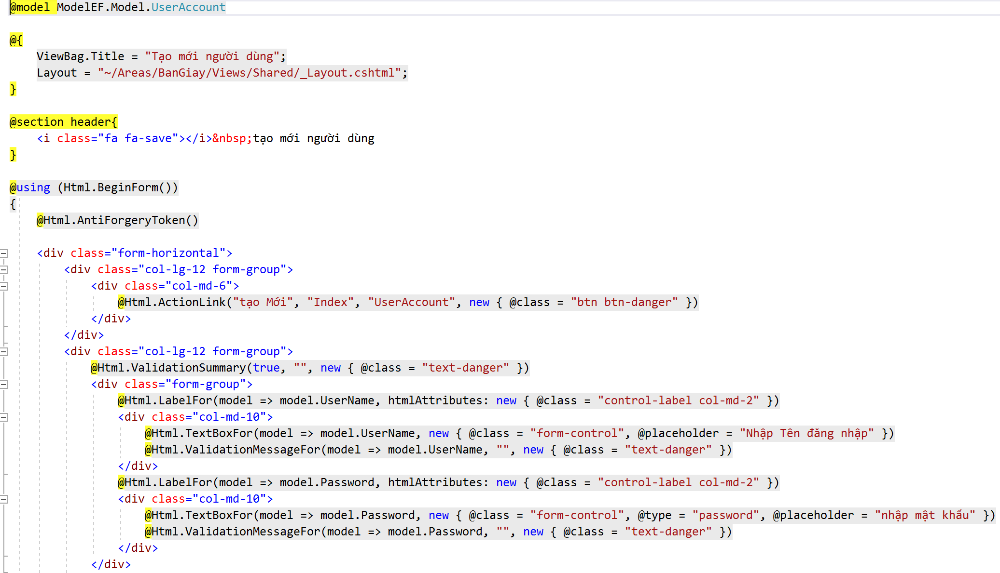 @model ModelEF.Model.UserAccount
@{
ViewBag.Title = "Tạo mới người dùng";
Layout = "~/Areas/BanGiay/Views/Shared/_Layout.cshtml";
}
@section header{
<i class="fa fa-save"></i>&nbsp;tạo mới người dùng
}
@using (Html.BeginForm())
{
@Html.AntiForgeryToken()
<div class="form-horizontal">
<div class="col-lg-12 form-group">
<div class="col-md-6">
@Html.ActionLink("tạo Mới", "Index", "UserAccount", new { @class = "btn btn-danger" })
</div>
</div>
<div class="col-lg-12 form-group">
@Html.ValidationSummary(true, "", new { @class = "text-danger" })
<div class="form-group">
@Html.LabelFor(model => model.UserName, htmlAttributes: new { @class = "control-label col-md-2" })
<div class="col-md-10">
@Html.TextBoxFor(model => model.UserName, new { @class = "form-control", @placeholder = "Nhập Tên đăng nhập" })
@Html.ValidationMessageFor(model => model.UserName, "", new { @class = "text-danger" })
</div>
@Html.LabelFor(model => model.Password, htmlAttributes: new { @class = "control-label col-md-2" })
<div class="col-md-10">
@Html.TextBoxFor(model => model.Password, new { @class = "form-control", @type = "password", @placeholder = "nhập mật khẩu" })
@Html.ValidationMessageFor(model => model.Password, "", new { @class = "text-danger" })
</div>
</div>